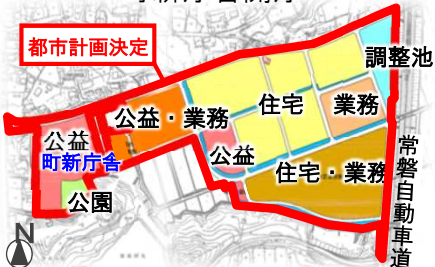 都市計画決定
調整池
住宅
業務
公益・業務
公益
町新庁舎
公園
公益
住宅・業務
常磐自動車道
N